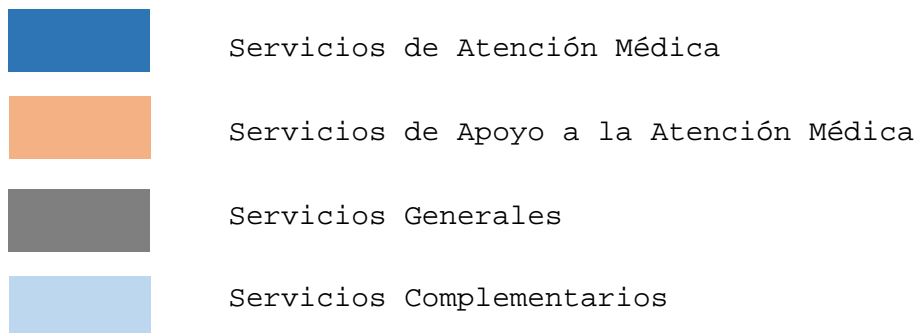 Servicios de Atención Médica
Servicios de Apoyo a la Atención Médica
Servicios Generales
Servicios Complementarios